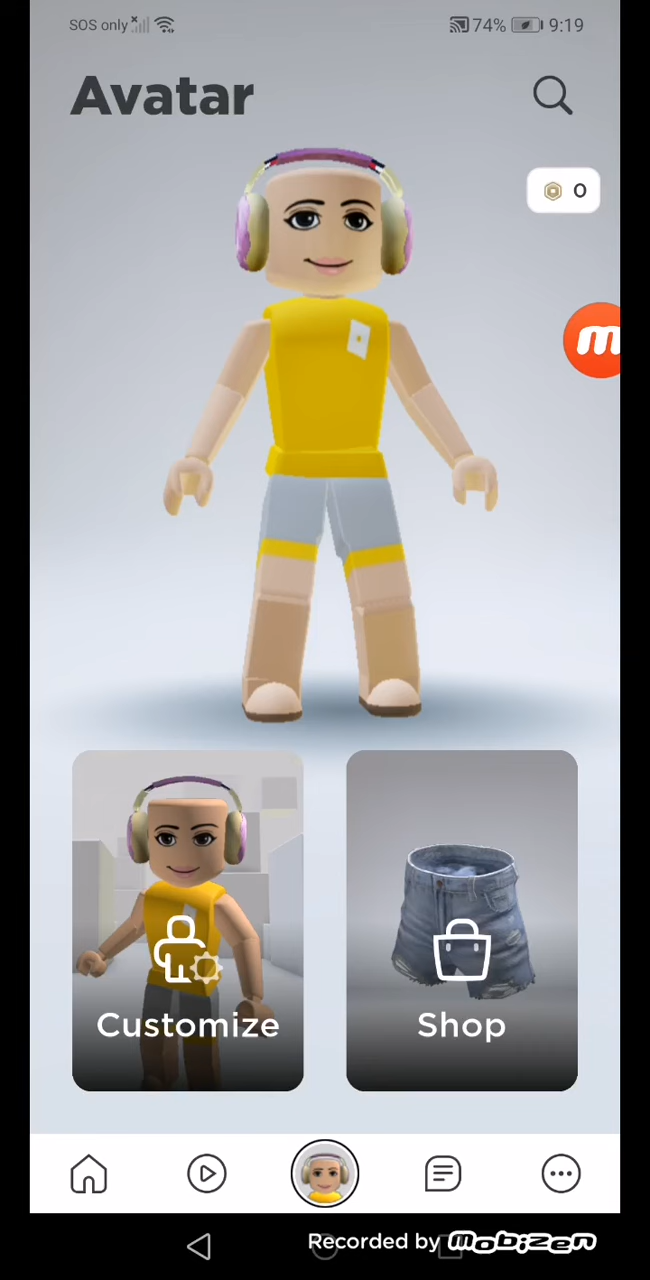 SOS only 74% 9:19
Avatar
0
m
Customize
Shop
Recorded by mobizen